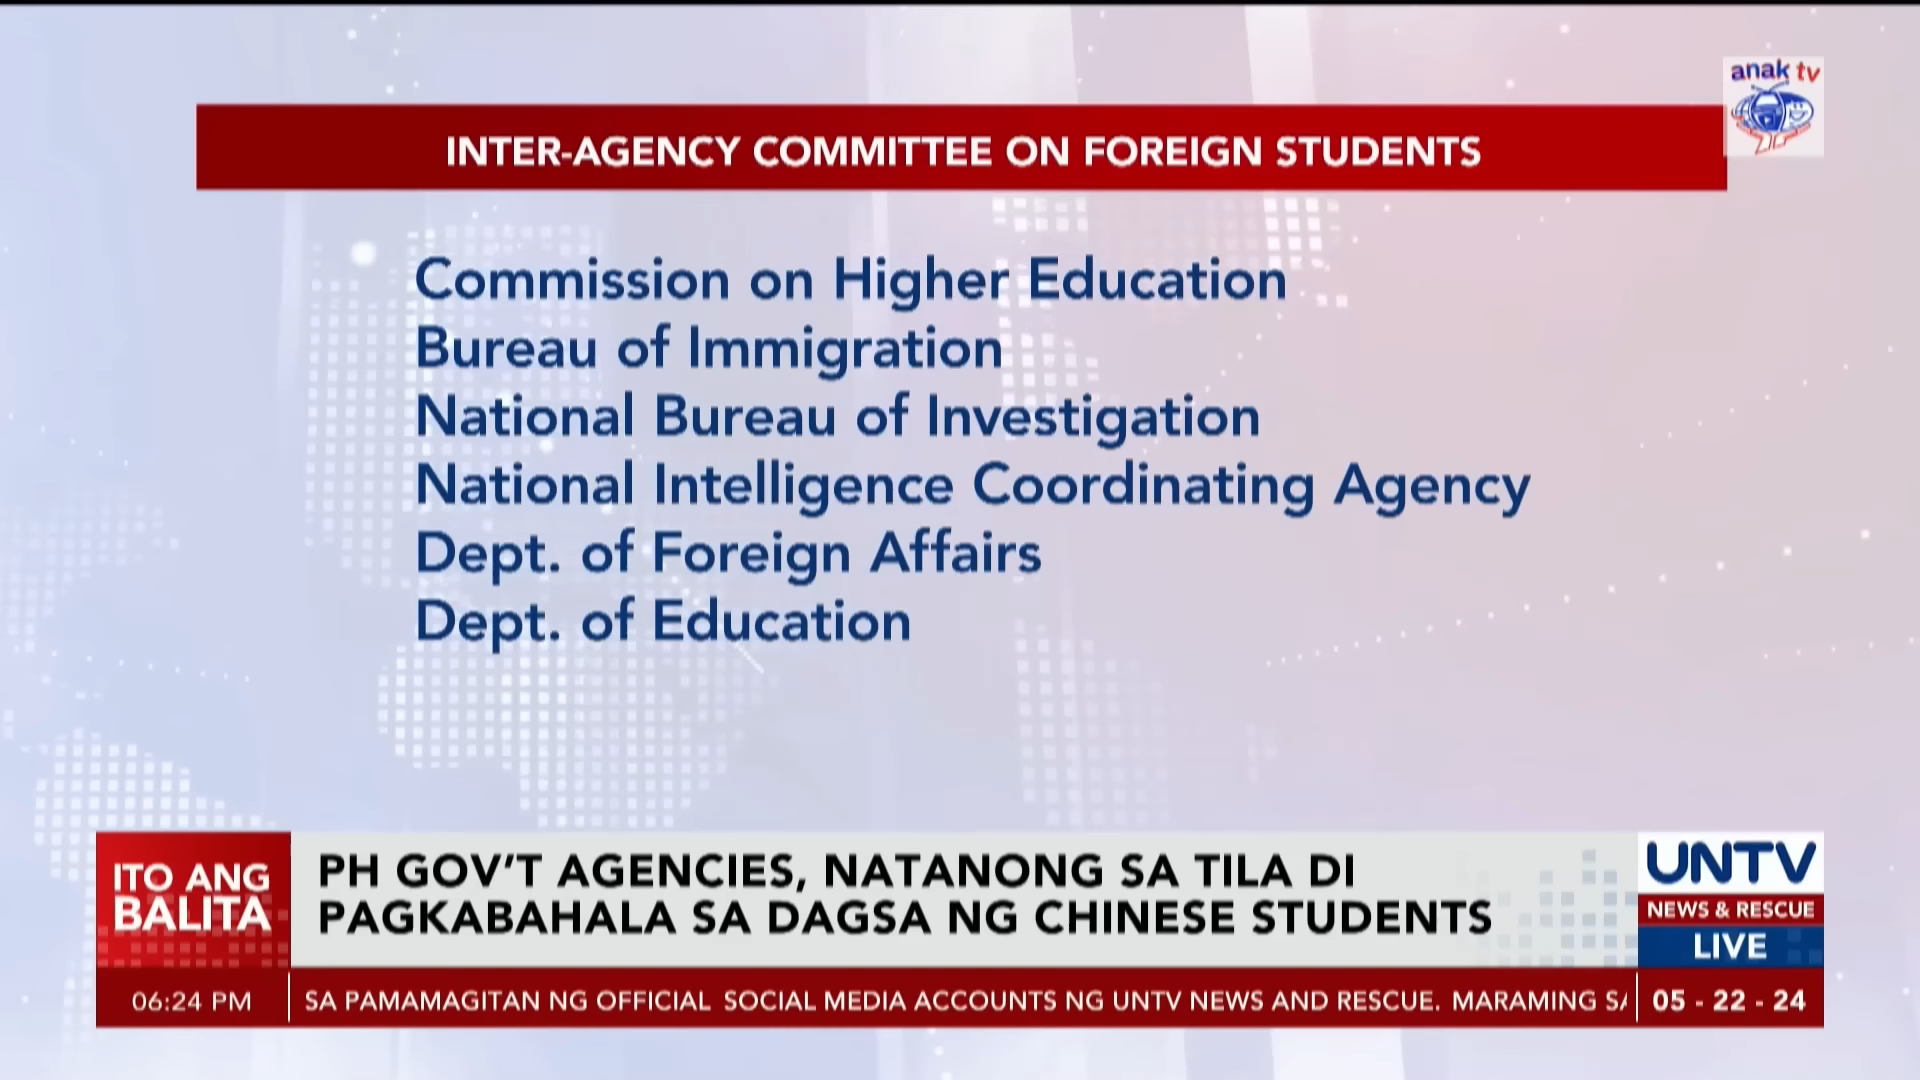 anak tv
INTER-AGENCY COMMITTEE ON FOREIGN STUDENTS
Commission on Higher Education
Bureau of Immigration
National Bureau of Investigation
National Intelligence Coordinating Agency
Dept. of Foreign Affairs
Dept. of Education
ITO ANG
BALITA
PH GOV'T AGENCIES, NATANONG SA TILA DI
PAGKABAHALA SA DAGSA NG CHINESE STUDENTS
UNTV
NEWS & RESCUE
LIVE
06:24 PM
SA PAMAMAGITAN NG OFFICIAL SOCIAL MEDIA ACCOUNTS NG UNTV NEWS AND RESCUE. MARAMING
05 - 22 - 24